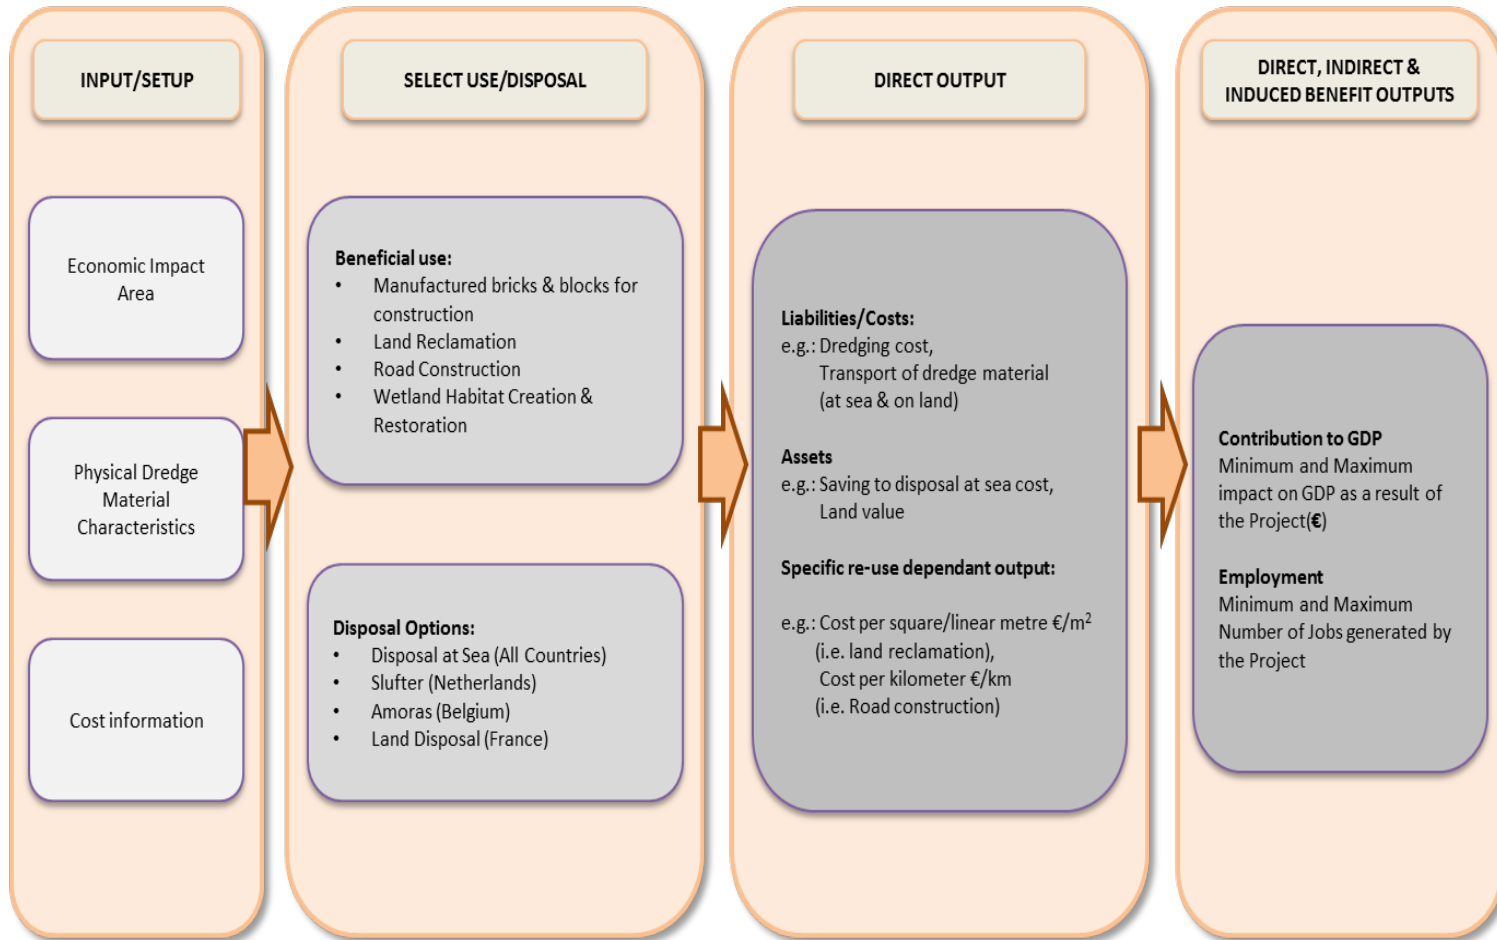 INPUT/SETUP
Economic Impact
Area
Physical Dredge
Material
Characteristics
Cost information
SELECT USE/DISPOSAL
Beneficial use:
• Manufactured bricks & blocks for
construction
• Land Reclamation
• Road Construction
• Wetland Habitat Creation &
Restoration
Disposal Options:
• Disposal at Sea (All Countries)
• Slufter (Netherlands)
• Amoras (Belgium)
• Land Disposal (France)
DIRECT OUTPUT
Liabilities/Costs:
e.g.: Dredging cost,
Transport of dredge material
(at sea & on land)
Assets
e.g.: Saving to disposal at sea cost,
Land value
Specific re-use dependant output:
e.g.: Cost per square/linear metre €/m²
(i.e. land reclamation),
Cost per kilometer €/km
(i.e. Road construction)
DIRECT, INDIRECT &
INDUCED BENEFIT OUTPUTS
Contribution to GDP
Minimum and Maximum
impact on GDP as a result of
the Project(€)
Employment
Minimum and Maximum
Number of Jobs generated by
the Project